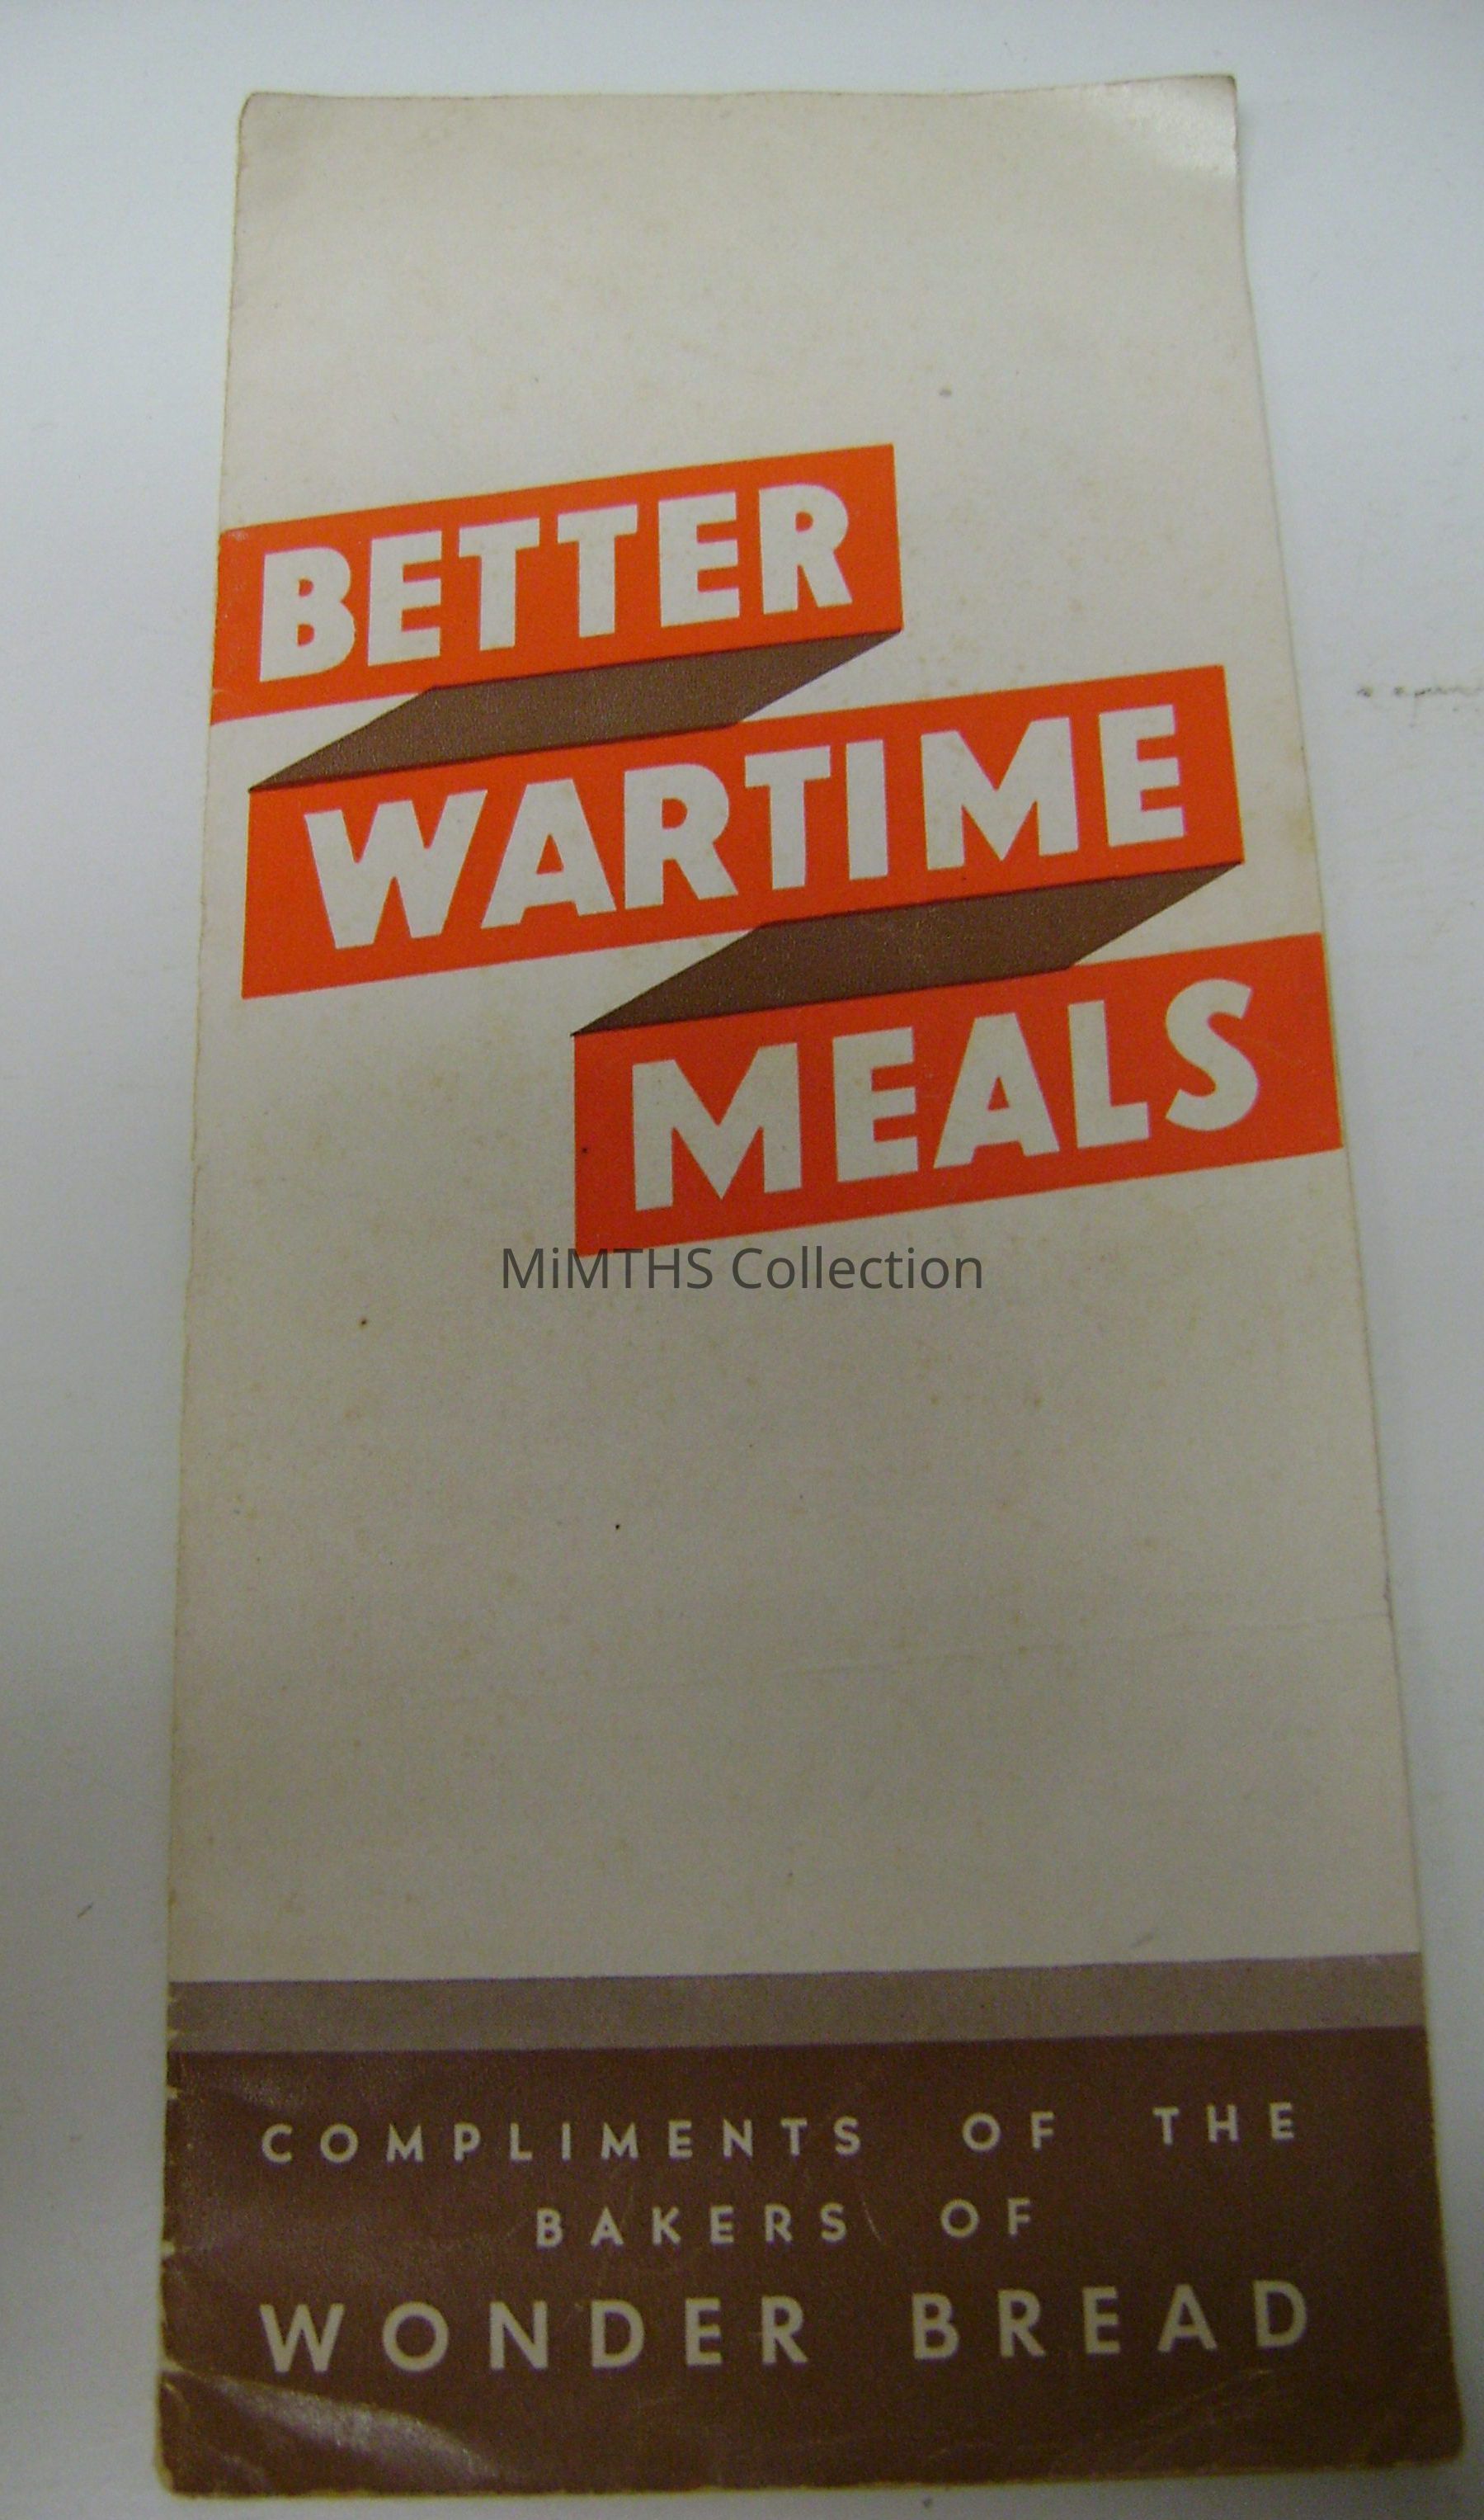 BETTER
WARTIME
MEALS
MiMTHS Collection
COMPLIMENTS OF THE
BAKERS OF
WONDER BREAD